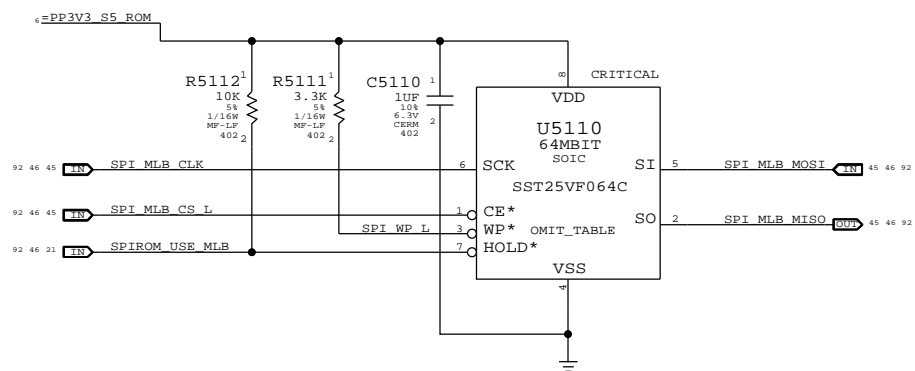 6 =PP3V3_S5_ROM
R5112 1
10K
5%
1/16W
MF-LF
402 2
R5111 1
3.3K
5%
1/16W
MF-LF
402 2
C5110 1
1UF
10%
6.3V
CERM
402
2
8 CRITICAL
VDD
U5110
64MBIT
SOIC
SST25VF064C
OMIT_TABLE
VSS
4
92 46 45 IN SPI_MLB_CLK 6 SCK
92 46 45 IN SPI_MLB_CS_L 1 CE*
SPI_WP_L 3 WP*
92 46 21 IN SPIROM_USE_MLB 7 HOLD*
SI 5 SPI_MLB_MOSI IN 45 46 92
SO 2 SPI_MLB_MISO OUT 45 46 92